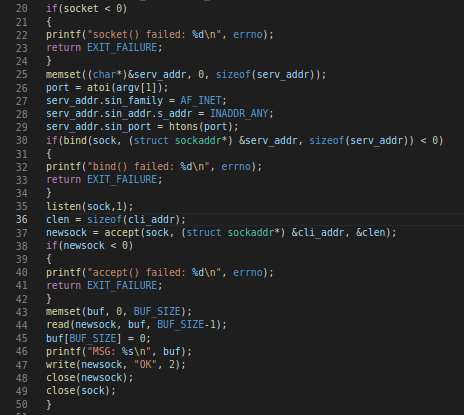 20 if(socket < 0)
21 {
22 printf("socket() failed: %d\n", errno);
23 return EXIT_FAILURE;
24 }
25 memset((char*)&serv_addr, 0, sizeof(serv_addr));
26 port = atoi(argv[1]);
27 serv_addr.sin_family = AF_INET;
28 serv_addr.sin_addr.s_addr = INADDR_ANY;
29 serv_addr.sin_port = htons(port);
30 if(bind(sock, (struct sockaddr*) &serv_addr, sizeof(serv_addr)) < 0)
31 {
32 printf("bind() failed: %d\n", errno);
33 return EXIT_FAILURE;
34 }
35 listen(sock,1);
36 clen = sizeof(cli_addr);
37 newsock = accept(sock, (struct sockaddr*) &cli_addr, &clen);
38 if(newsock < 0)
39 {
40 printf("accept() failed: %d\n", errno);
41 return EXIT_FAILURE;
42 }
43 memset(buf, 0, BUF_SIZE);
44 read(newsock, buf, BUF_SIZE-1);
45 buf[BUF_SIZE] = 0;
46 printf("MSG: %s\n", buf);
47 write(newsock, "OK", 2);
48 close(newsock);
49 close(sock);
50 }